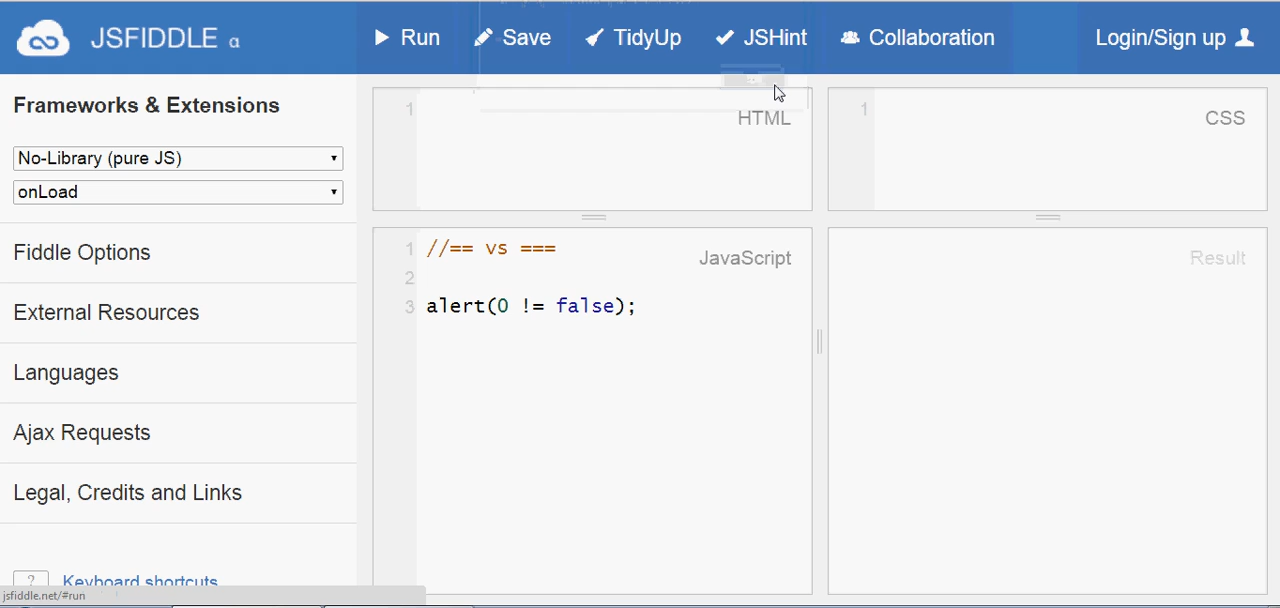 JSFIDDLE α
Run
Save
TidyUp
JSHint
Collaboration
Login/Sign up
Frameworks & Extensions
No-Library (pure JS)
onLoad
Fiddle Options
External Resources
Languages
Ajax Requests
Legal, Credits and Links
? Keyboard shortcuts
jsfiddle.net/#run
1
HTML
1
CSS
1 //== vs ===
JavaScript
2
3 alert(0 != false);
Result